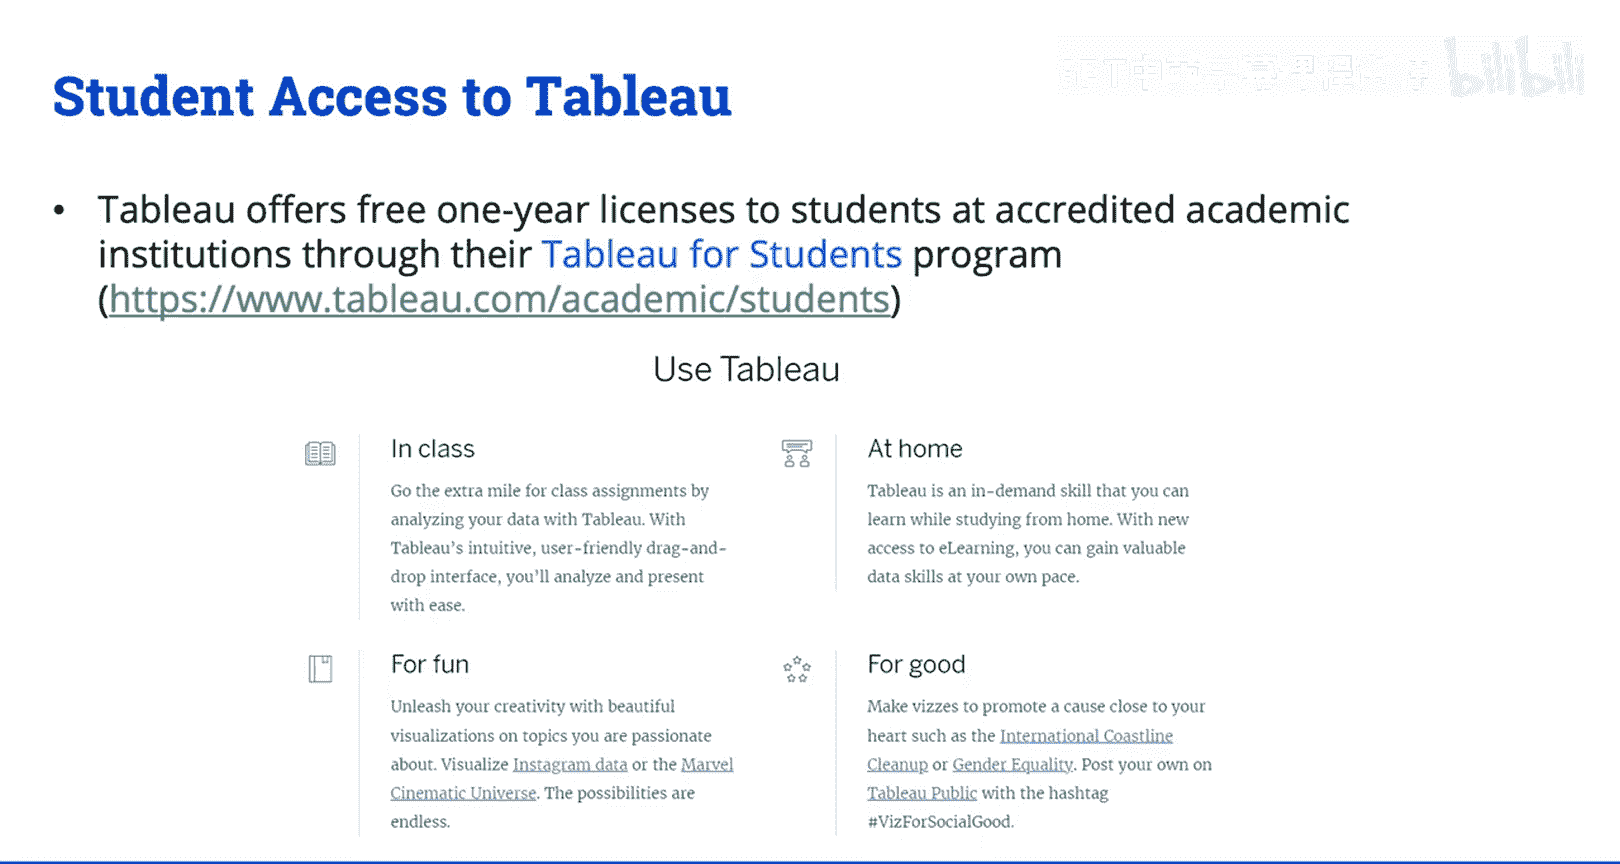 Student Access to Tableau
• Tableau offers free one-year licenses to students at accredited academic
institutions through their Tableau for Students program
(https://www.tableau.com/academic/students)
Use Tableau
In class
Go the extra mile for class assignments by
analyzing your data with Tableau. With
Tableau's intuitive, user-friendly drag-and-
drop interface, you'll analyze and present
with ease.
At home
Tableau is an in-demand skill that you can
learn while studying from home. With new
access to eLearning, you can gain valuable
data skills at your own pace.
For fun
Unleash your creativity with beautiful
visualizations on topics you are passionate
about. Visualize Instagram data or the Marvel
Cinematic Universe. The possibilities are
endless.
For good
Make vizzes to promote a cause close to your
heart such as the International Coastline
Cleanup or Gender Equality. Post your own on
Tableau Public with the hashtag
#VizForSocialGood.
bilibili